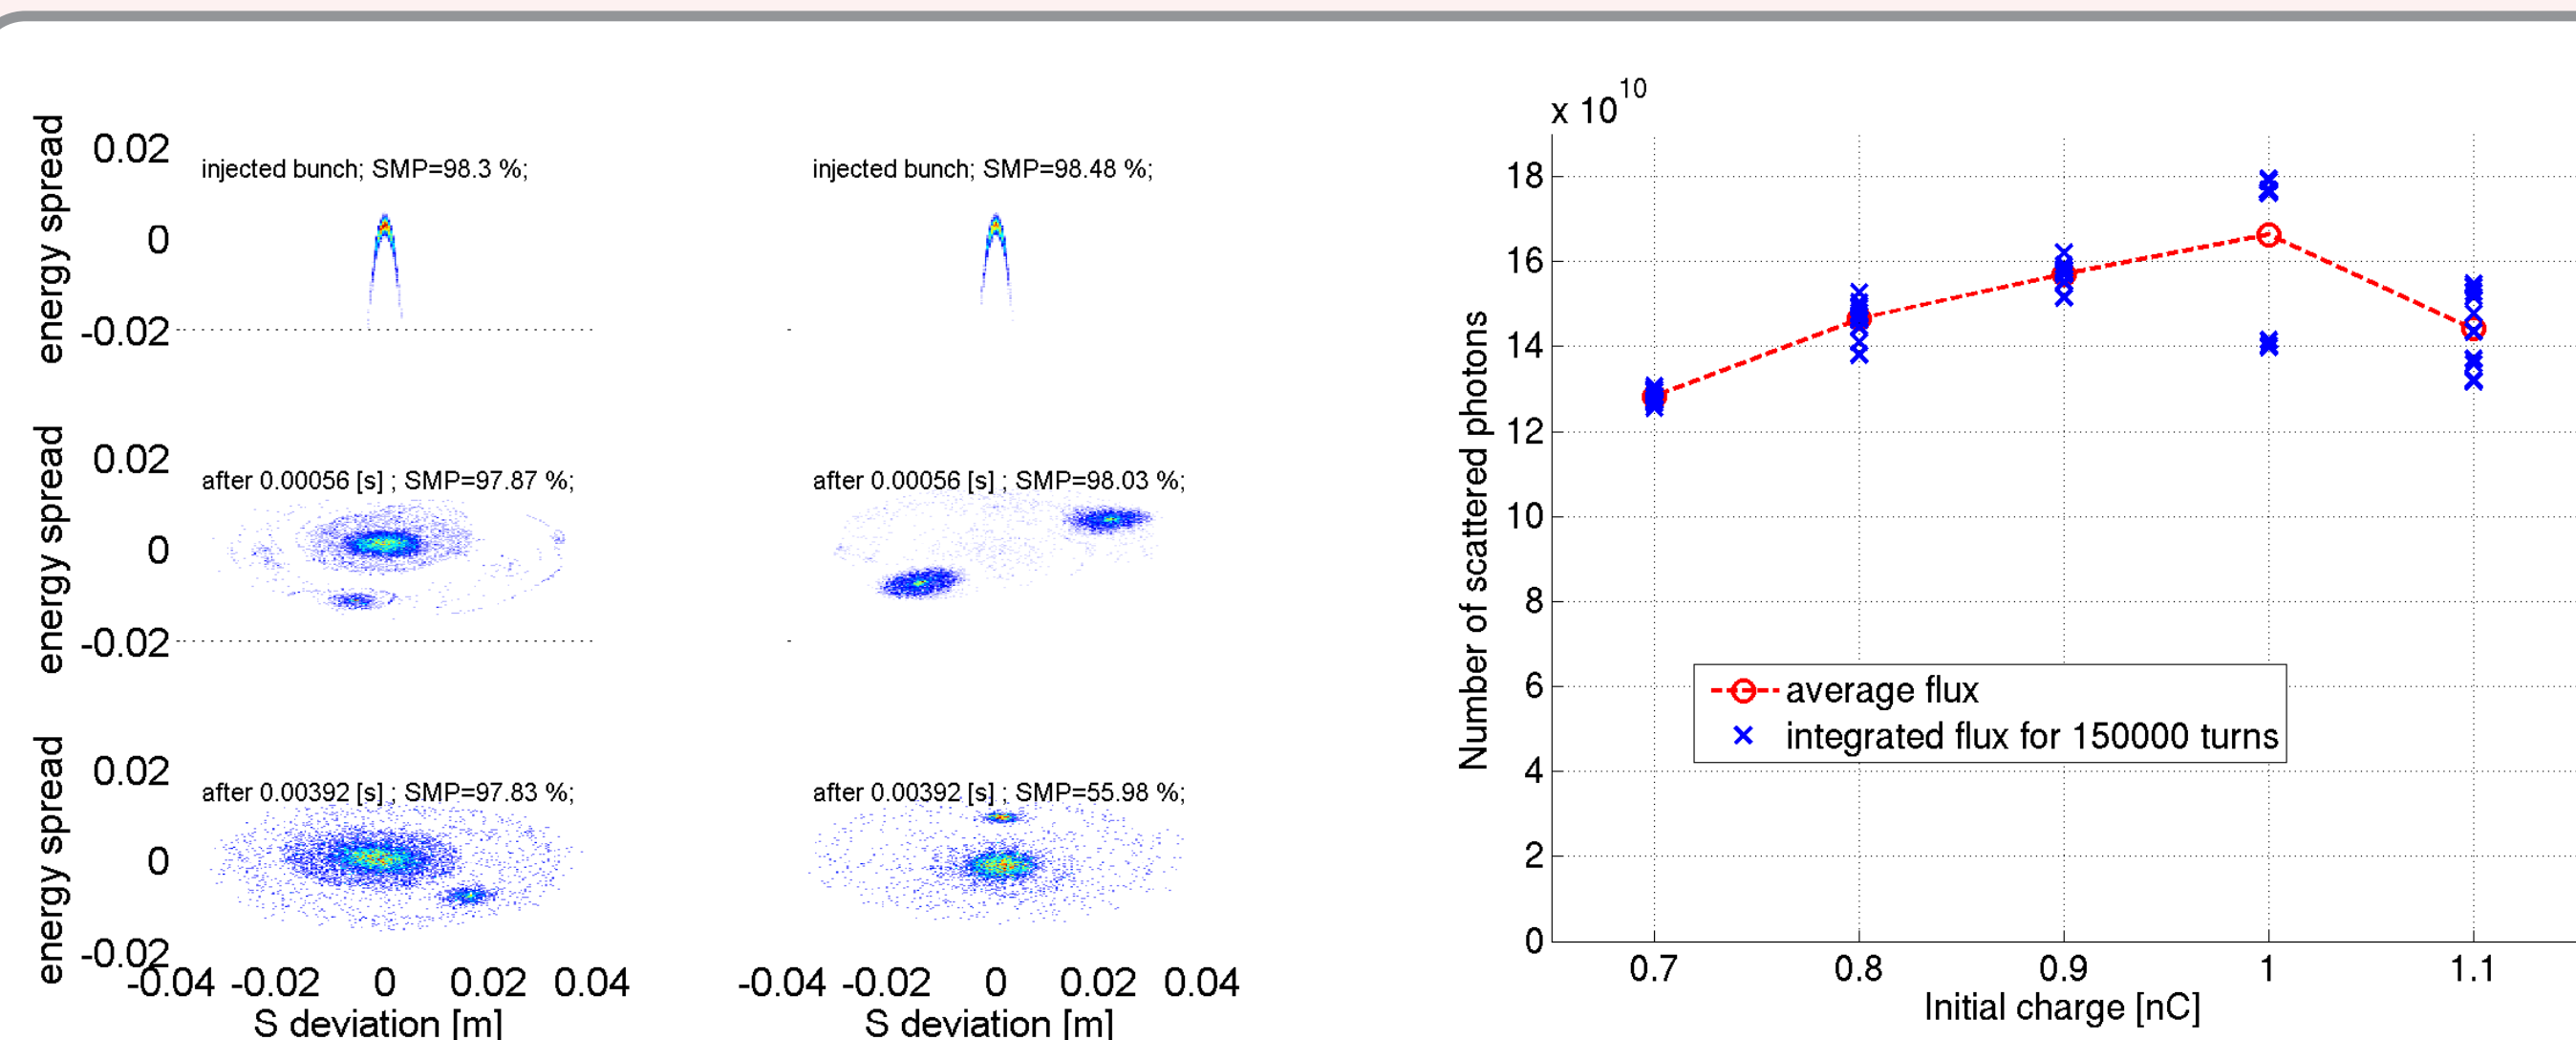 energy spread
0.02
0
-0.02
injected bunch; SMP=98.3 %;
injected bunch; SMP=98.48 %;
energy spread
0.02
0
-0.02
after 0.00056 [s] ; SMP=97.87 %;
after 0.00056 [s] ; SMP=98.03 %;
energy spread
0.02
0
-0.02
after 0.00392 [s] ; SMP=97.83 %;
after 0.00392 [s] ; SMP=55.98 %;
-0.04 -0.02 0 0.02 0.04
-0.04 -0.02 0 0.02 0.04
S deviation [m]
S deviation [m]
x 10^10
Number of scattered photons
18
16
14
12
10
8
6
4
2
0
average flux
integrated flux for 150000 turns
0.7 0.8 0.9 1 1.1
Initial charge [nC]